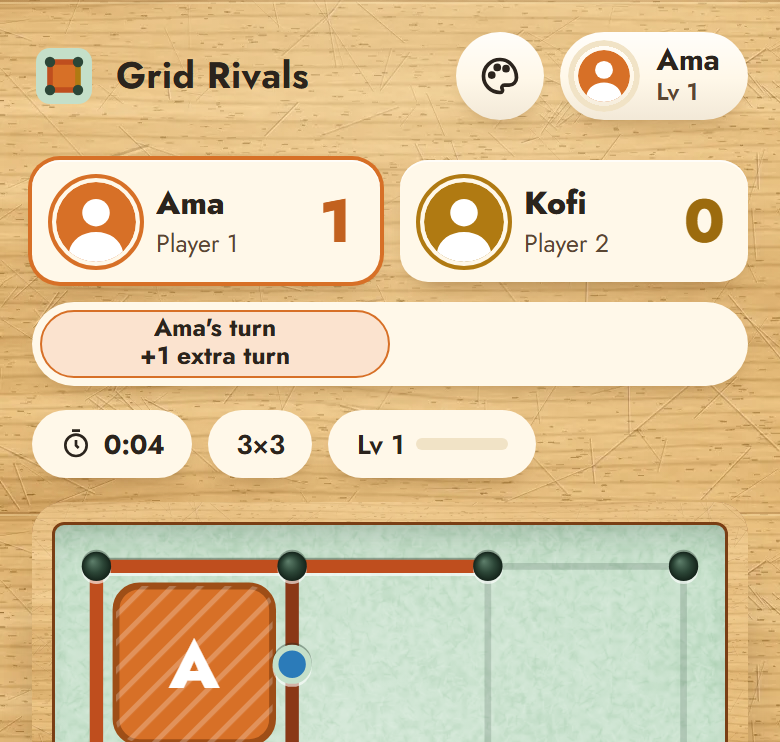 Grid Rivals
Ama
Lv 1
Ama
Player 1
1
Kofi
Player 2
0
Ama's turn
+1 extra turn
0:04
3×3
Lv 1
A